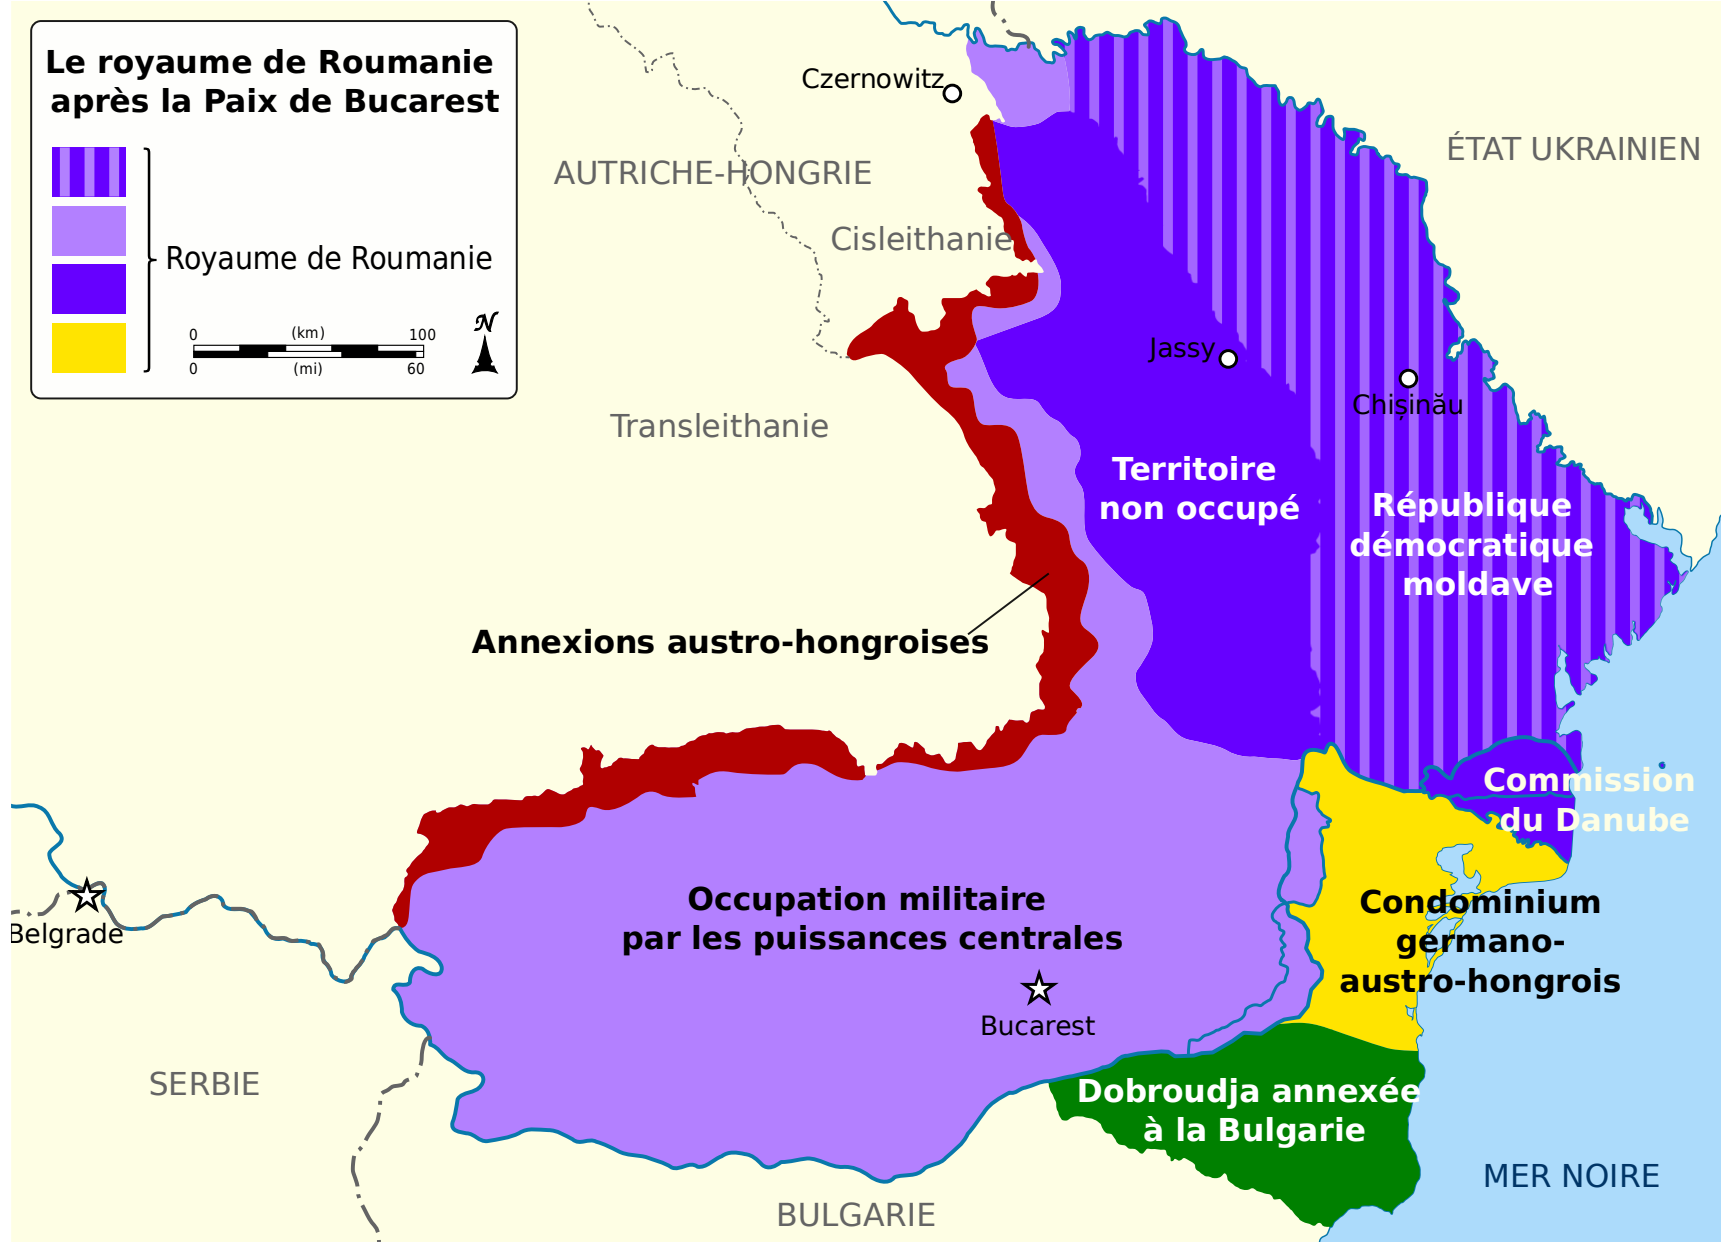 Le royaume de Roumanie
après la Paix de Bucarest
Royaume de Roumanie
0 (km) 100
0 (mi) 60
N
Czernowitz
AUTRICHE-HONGRIE
ÉTAT UKRAINIEN
Cisleithanie
Jassy
Chișinău
Transleithanie
Territoire
non occupé
République
démocratique
moldave
Annexions austro-hongroises
Commission
du Danube
Belgrade
Occupation militaire
par les puissances centrales
Condominium
germano-
austro-hongrois
Bucarest
SERBIE
Dobroudja annexée
à la Bulgarie
MER NOIRE
BULGARIE